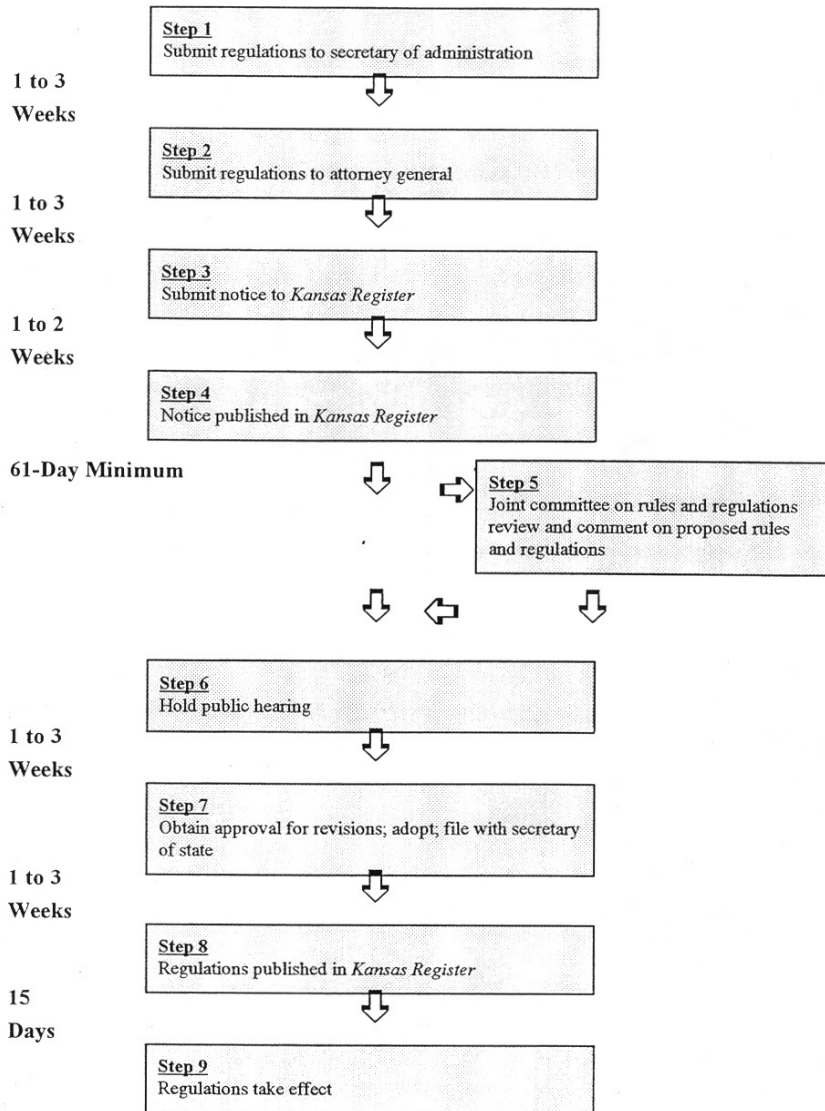 Step 1
Submit regulations to secretary of administration
1 to 3
Weeks
Step 2
Submit regulations to attorney general
1 to 3
Weeks
Step 3
Submit notice to Kansas Register
1 to 2
Weeks
Step 4
Notice published in Kansas Register
61-Day Minimum
Step 5
Joint committee on rules and regulations
review and comment on proposed rules
and regulations
Step 6
Hold public hearing
1 to 3
Weeks
Step 7
Obtain approval for revisions; adopt; file with secretary
of state
1 to 3
Weeks
Step 8
Regulations published in Kansas Register
15
Days
Step 9
Regulations take effect